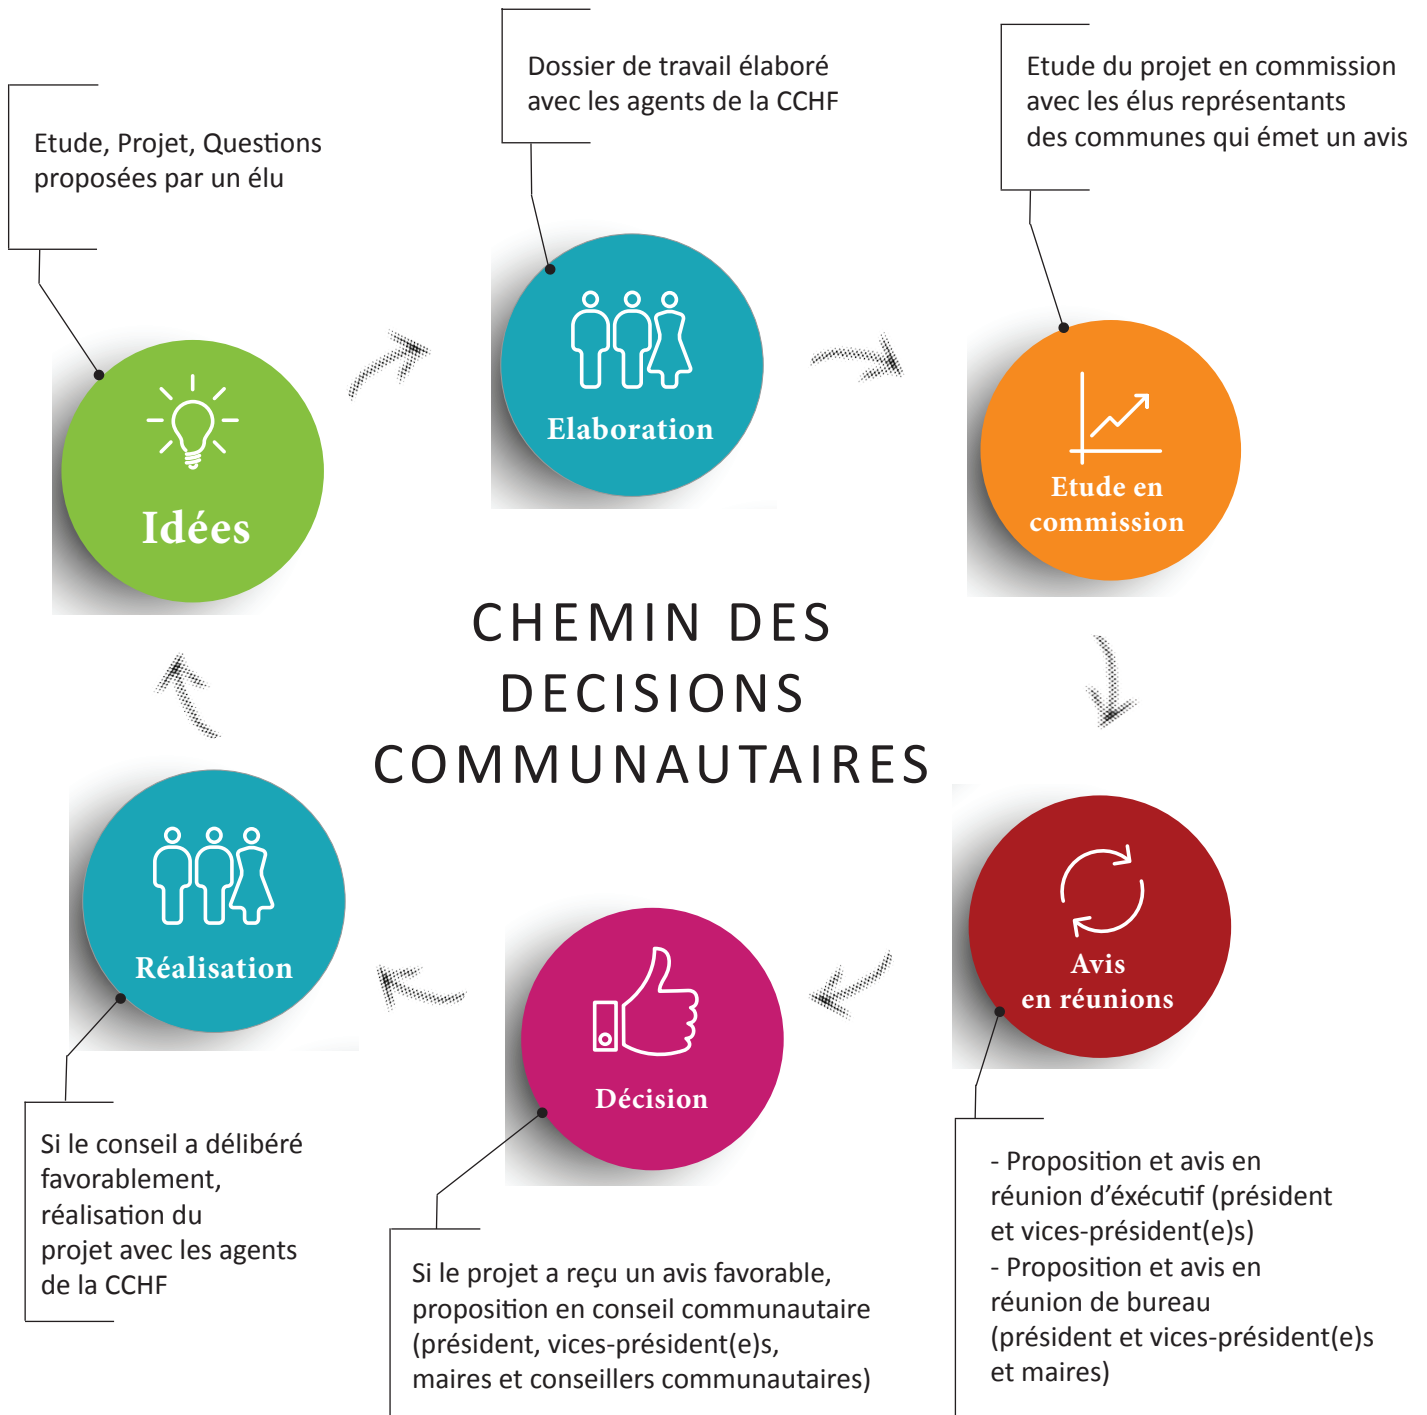 Etude, Projet, Questions
proposées par un élu
Idées
Dossier de travail élaboré
avec les agents de la CCHF
Elaboration
Etude du projet en commission
avec les élus représentants
des communes qui émet un avis
Etude en
commission
CHEMIN DES
DECISIONS
COMMUNAUTAIRES
Avis
en réunions
- Proposition et avis en
réunion d'éxécutif (président
et vices-président(e)s)
- Proposition et avis en
réunion de bureau
(président et vices-président(e)s
et maires)
Décision
Si le projet a reçu un avis favorable,
proposition en conseil communautaire
(président, vices-président(e)s,
maires et conseillers communautaires)
Réalisation
Si le conseil a délibéré
favorablement,
réalisation du
projet avec les agents
de la CCHF